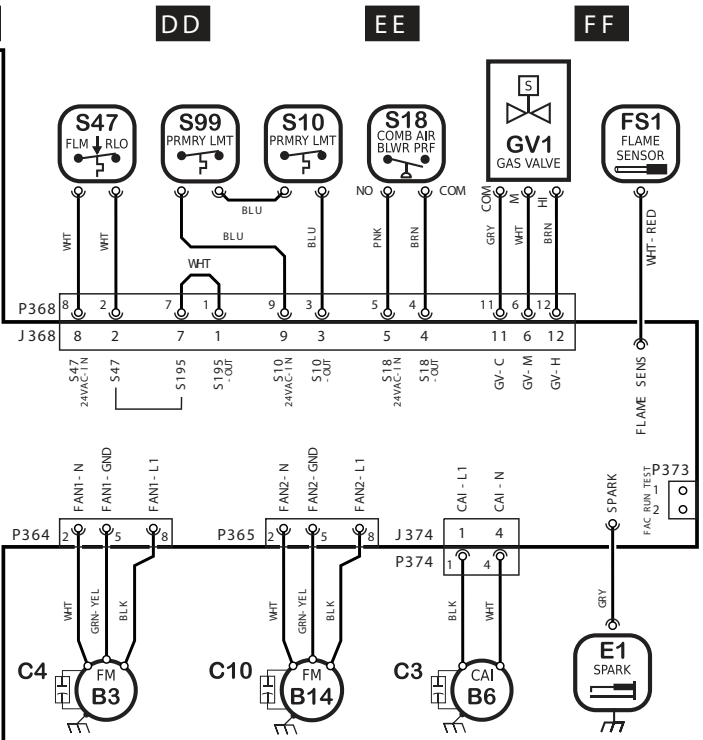 DD EE FF
S47
FLM RLO
S99
PRMRY LMT
S10
PRMRY LMT
S18
COMB AIR
BLWR PRF
S
GV1
GAS VALVE
FS1
FLAME
SENSOR
NO COM
COM M HI
BLU
WHT WHT BLU BLU PNK BRN GRY WHT BRN WHT-RED
WHT
P368 8 2 7 1 9 3 5 4 11 6 12
J368 8 2 7 1 9 3 5 4 11 6 12
S47
24VAC-IN
S47
S195
S195
-OUT
S10
24VAC-IN
S10
-OUT
S18
24VAC-IN
S18
-OUT
GV-C
GV-M
GV-H
FLAME SENS
FAN1-N
FAN1-GND
FAN1-L1
FAN2-N
FAN2-GND
FAN2-L1
CAI-L1
CAI-N
SPARK
FAC RUN TEST
P373
1
2
P364 2 5 8
P365 2 5 8
J374 1 4
P374 1 4
WHT GRN-YEL BLK WHT GRN-YEL BLK BLK WHT GRY
C4
FM
B3
C10
FM
B14
C3
CAI
B6
E1
SPARK